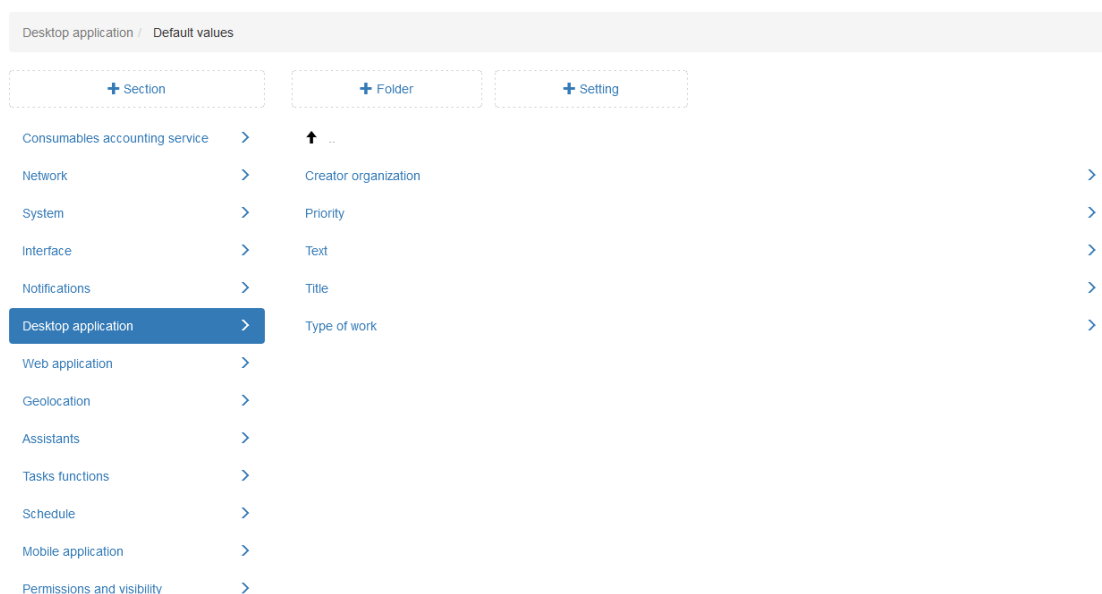 Desktop application / Default values
+ Section
+ Folder
+ Setting
Consumables accounting service
Network
System
Interface
Notifications
Desktop application
Web application
Geolocation
Assistants
Tasks functions
Schedule
Mobile application
Permissions and visibility
..
Creator organization
Priority
Text
Title
Type of work